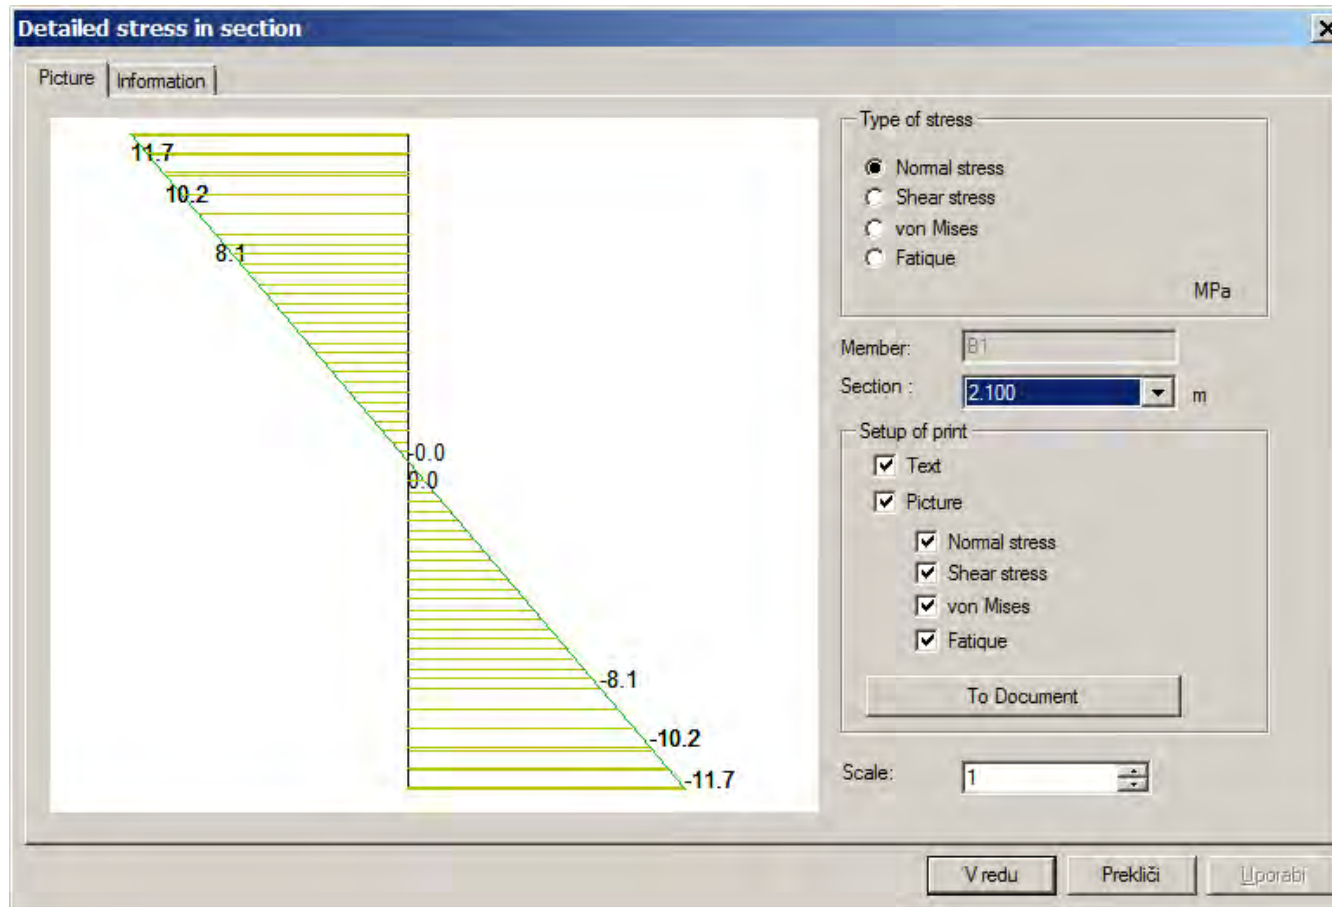 Detailed stress in section
Picture
Information
11.7
10.2
8.1
-0.0
0.0
-8.1
-10.2
-11.7
Type of stress
Normal stress
Shear stress
von Mises
Fatique
MPa
Member:
B1
Section :
2.100
m
Setup of print
Text
Picture
Normal stress
Shear stress
von Mises
Fatique
To Document
Scale:
1
V redu
Prekliči
Uporabi